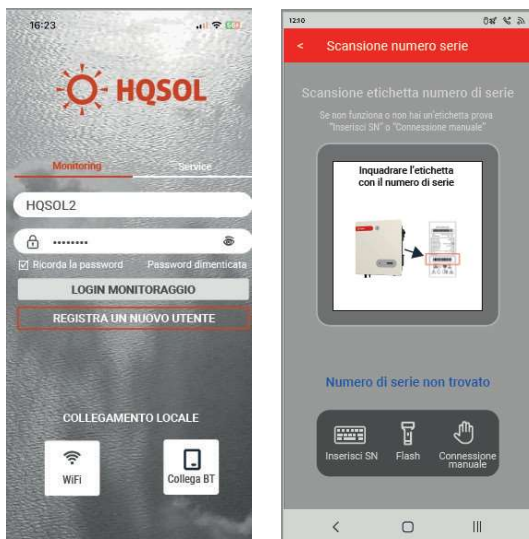 16:23
HQSOL
Monitoring
Service
HQSOL2
Ricorda la password
Password dimenticata
LOGIN MONITORAGGIO
REGISTRA UN NUOVO UTENTE
COLLEGAMENTO LOCALE
WiFi
Collega BT
12:10
< Scansione numero serie
Scansione etichetta numero di serie
Se non funziona o non hai un'etichetta prova
"Inserisci SN" o "Connessione manuale"
Inquadrare l'etichetta
con il numero di serie
Numero di serie non trovato
Inserisci SN
Flash
Connessione
manuale